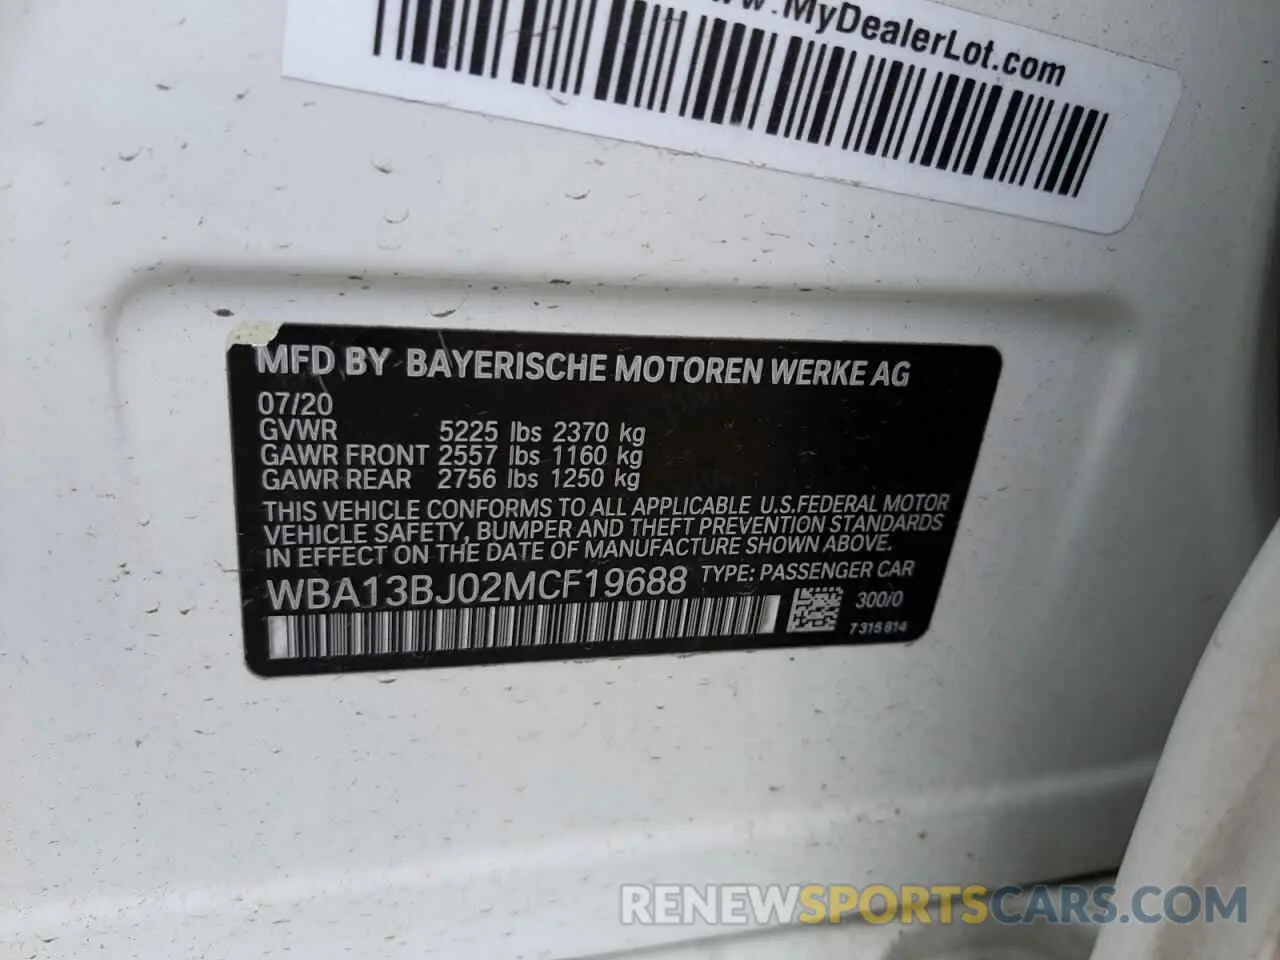 .MyDealerLot.com
MFD BY BAYERISCHE MOTOREN WERKE AG
07/20
GVWR 5225 lbs 2370 kg
GAWR FRONT 2557 lbs 1160 kg
GAWR REAR 2756 lbs 1250 kg
THIS VEHICLE CONFORMS TO ALL APPLICABLE U.S.FEDERAL MOTOR
VEHICLE SAFETY, BUMPER AND THEFT PREVENTION STANDARDS
IN EFFECT ON THE DATE OF MANUFACTURE SHOWN ABOVE.
WBA13BJ02MCF19688 TYPE: PASSENGER CAR
300/0
7315814
RENEWSPORTSCARS.COM